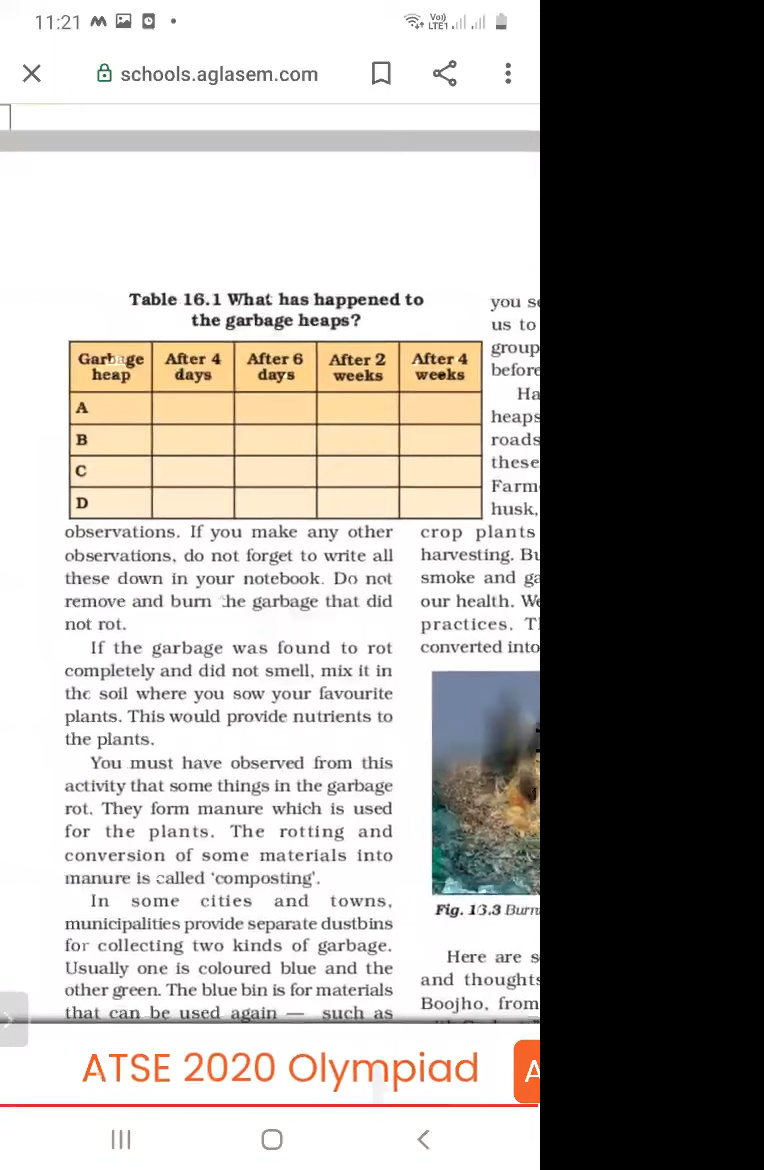 11:21
Vo)
LTE1
schools.aglasem.com
Table 16.1 What has happened to
the garbage heaps?
Garbage heap After 4 days After 6 days After 2 weeks After 4 weeks
A
B
C
D
observations. If you make any other
observations, do not forget to write all
these down in your notebook. Do not
remove and burn the garbage that did
not rot.
If the garbage was found to rot
completely and did not smell, mix it in
the soil where you sow your favourite
plants. This would provide nutrients to
the plants.
You must have observed from this
activity that some things in the garbage
rot. They form manure which is used
for the plants. The rotting and
conversion of some materials into
manure is called ‘composting’.
In some cities and towns,
municipalities provide separate dustbins
for collecting two kinds of garbage.
Usually one is coloured blue and the
other green. The blue bin is for materials
that can be used again — such as
you
us to
group
before
heaps
roads
these
husk,
crop plants
harvesting.
smoke and
our health.
practices.
converted into
Fig. 16.3
Here are
and thoughts
Boojho, from
ATSE 2020 Olympiad
A